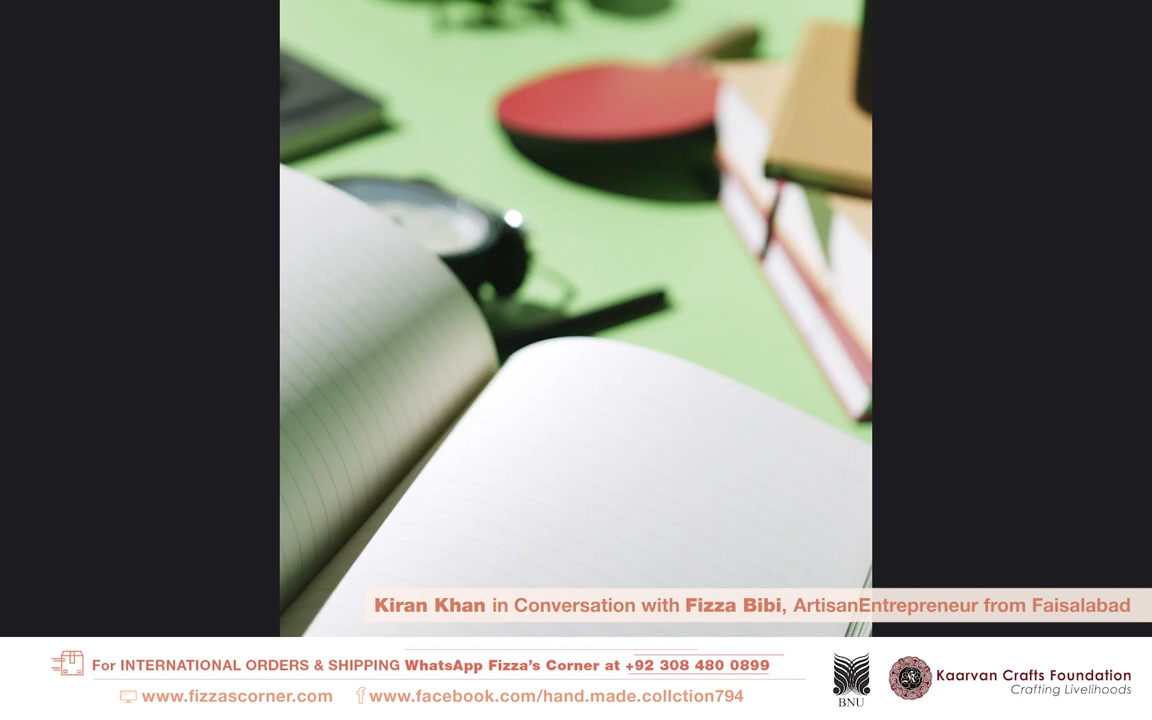 Kiran Khan in Conversation with Fizza Bibi, ArtisanEntrepreneur from Faisalabad
For INTERNATIONAL ORDERS & SHIPPING WhatsApp Fizza's Corner at +92 308 480 0899
www.fizzascorner.com www.facebook.com/hand.made.collction794
BNU
Kaarvan Crafts Foundation
Crafting Livelihoods